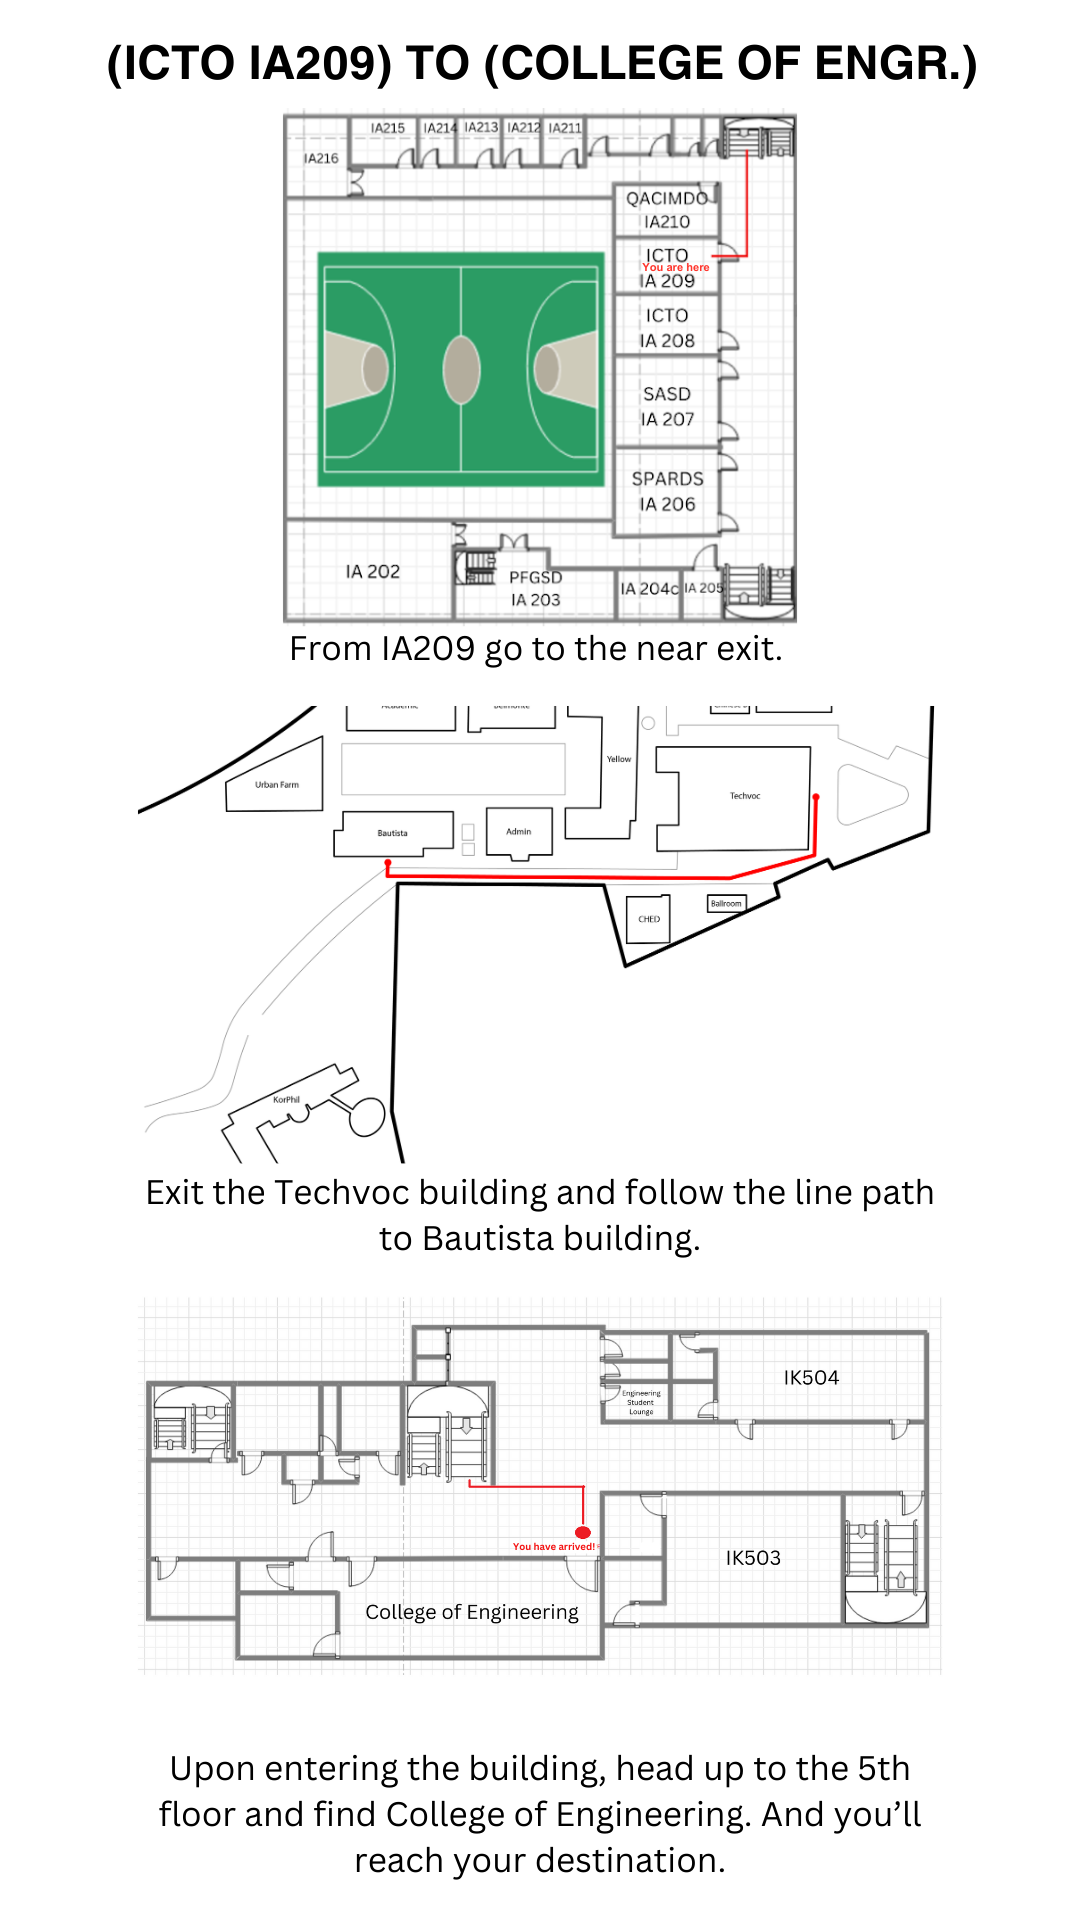 (ICTO IA209) TO (COLLEGE OF ENGR.)
IA215
IA214
IA213
IA212
IA211
IA216
QACIMDO
IA210
ICTO
You are here
IA 209
ICTO
IA 208
SASD
IA 207
SPARDS
IA 206
IA 202
PFGSD
IA 203
IA 204c
IA 205
From IA209 go to the near exit.
Academic
Belmonte
Yellow
Urban Farm
Techvoc
Bautista
Admin
CHED
Ballroom
KorPhil
Exit the Techvoc building and follow the line path
to Bautista building.
IK504
Engineering
Student
Lounge
You have arrived!
IK503
College of Engineering
Upon entering the building, head up to the 5th
floor and find College of Engineering. And you’ll
reach your destination.